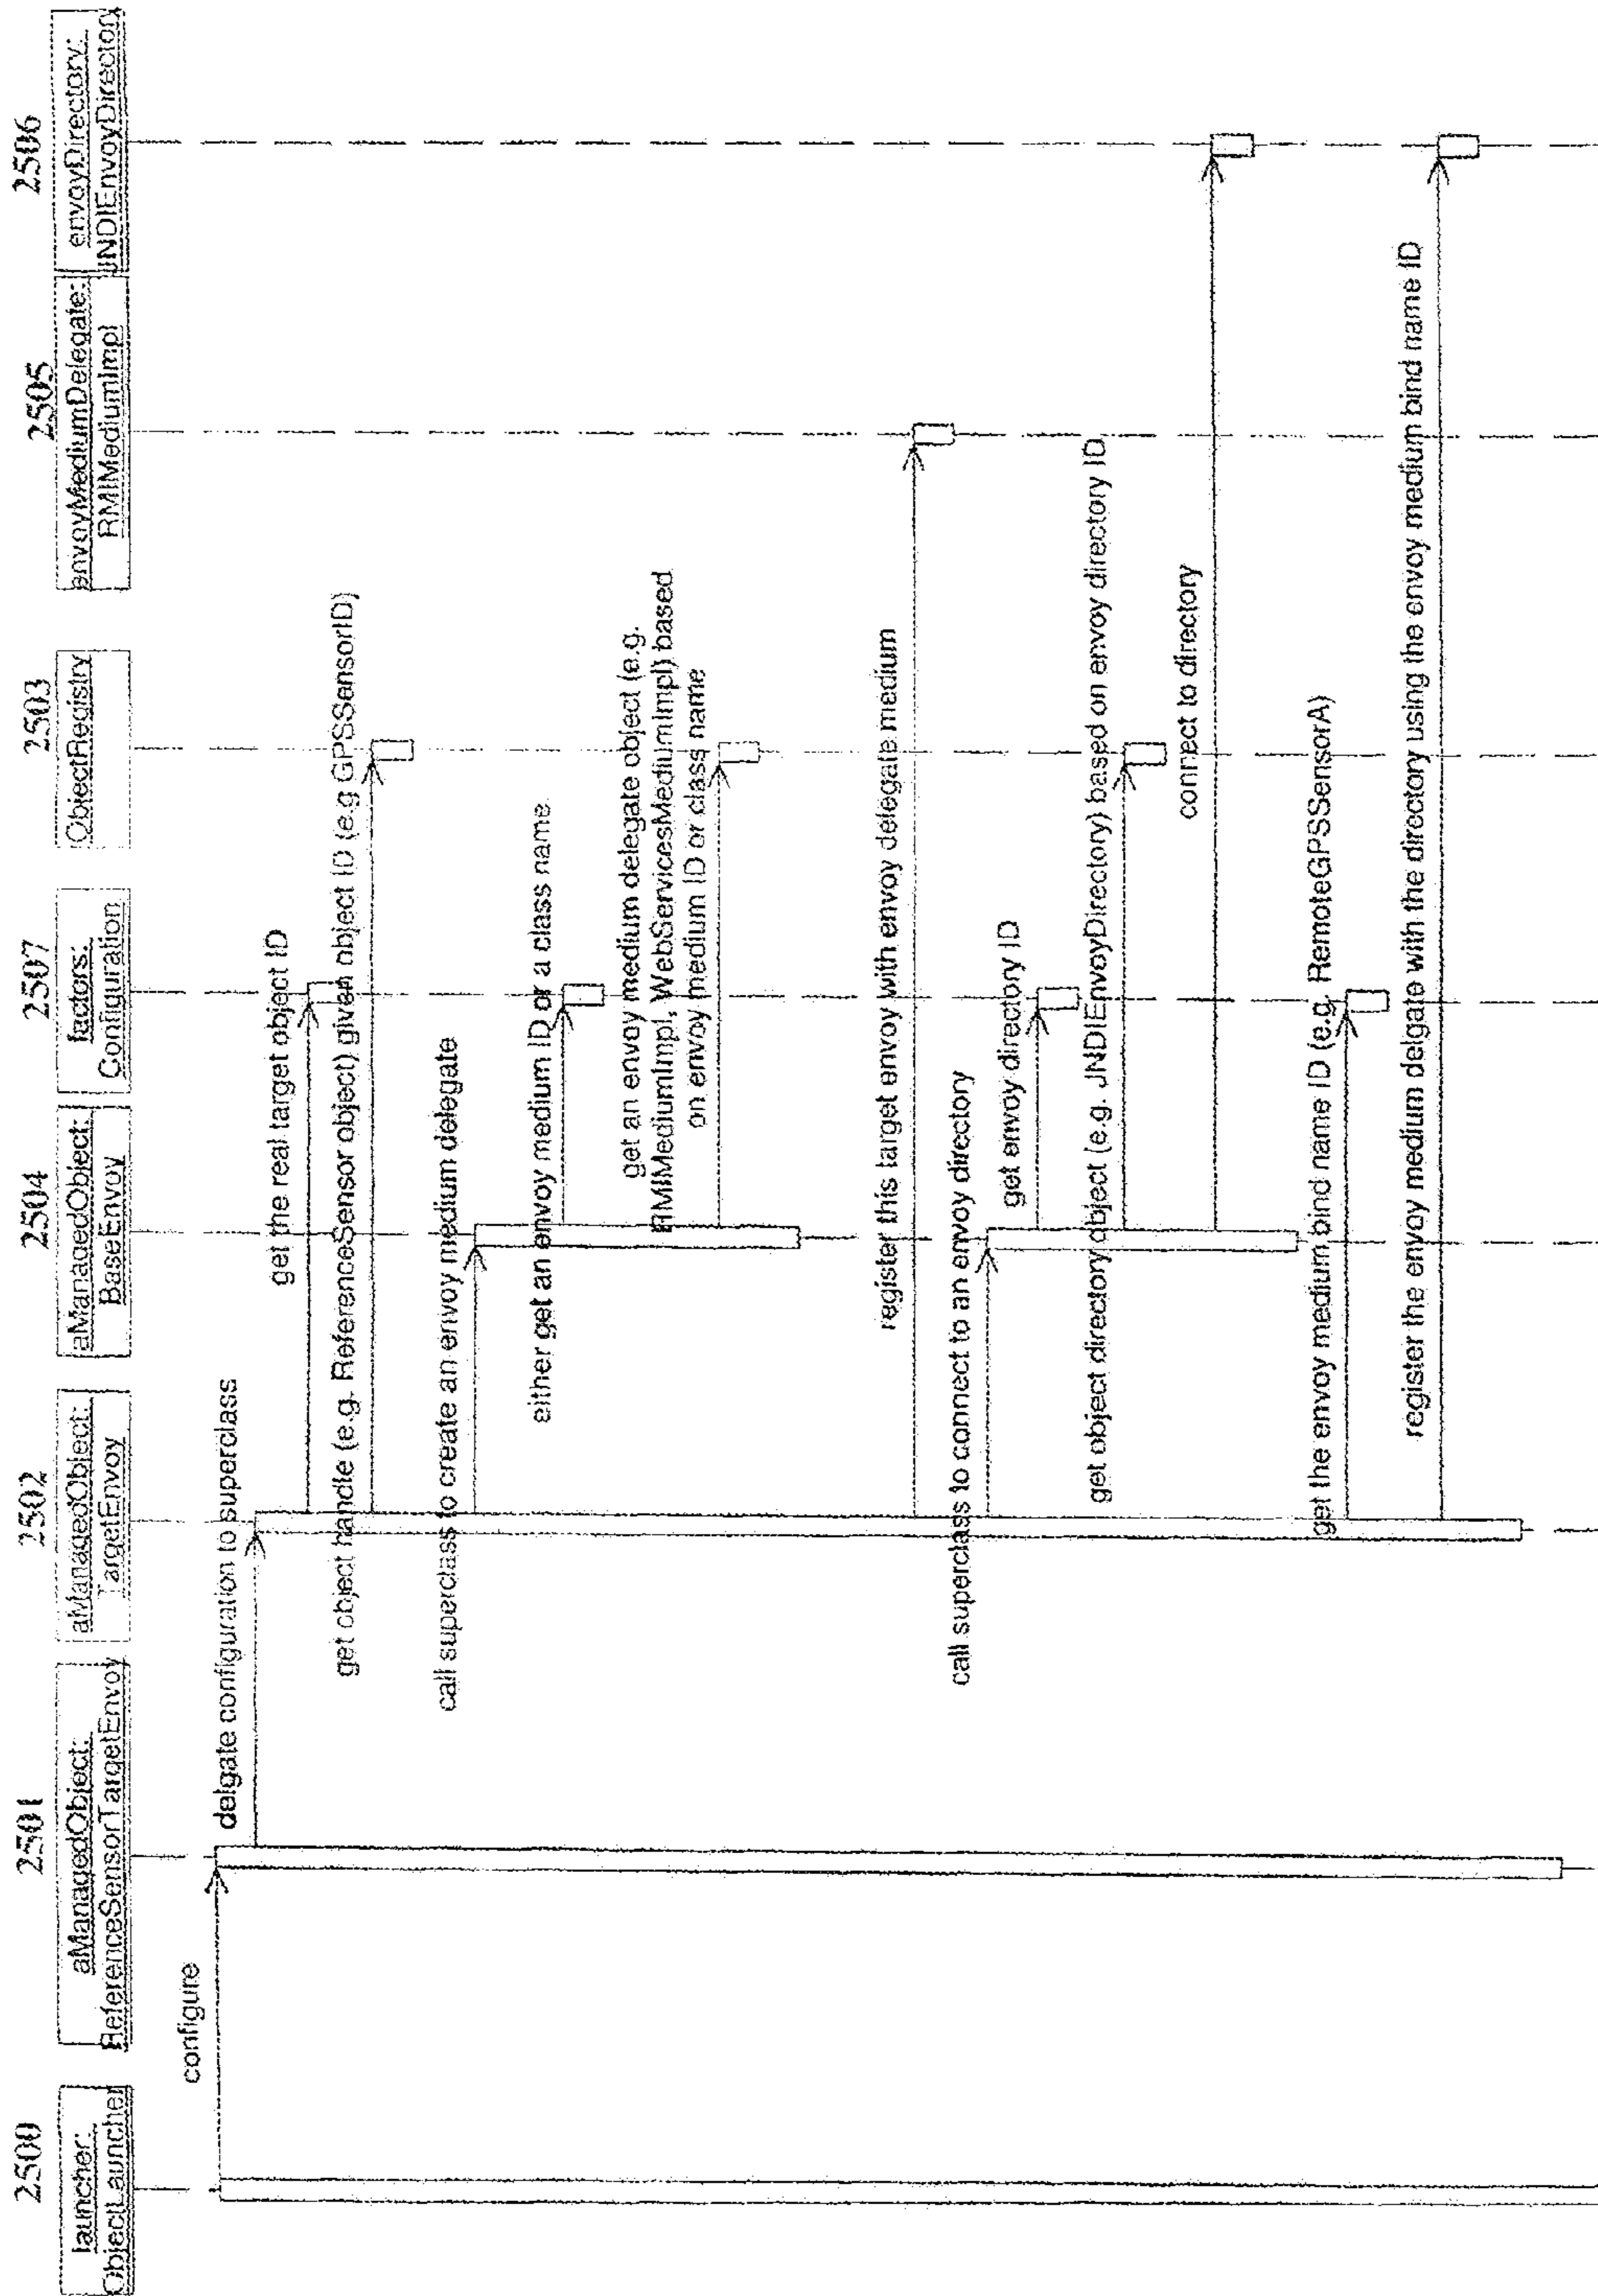 2500
launcher:
ObjectLauncher
2501
aManagedObject:
ReferenceSensorTargetEnvoy
2502
aManagedObject:
TargetEnvoy
2504
aManagedObject:
BaseEnvoy
2507
factors:
Configuration
2503
ObjectRegistry
2505
envoyMediumDelegate:
RMIMediumImpl
2506
envoyDirectory:
JNDIEnvoyDirectory
configure
delgate configuration to superclass
get the real target object ID
get object handle (e.g. ReferenceSensor object) given object ID (e.g GPSSensorID)
call superclass to create an envoy medium delegate
either get an envoy medium ID or a class name
get an envoy medium delegate object (e.g.
RMIMediumImpl, WebServicesMediumImpl) based
on envoy medium ID or class name
register this target envoy with envoy delegate medium
call superclass to connect to an envoy directory
get envoy directory ID
get object directory object (e.g. JNDIEnvoyDirectory) based on envoy directory ID
connect to directory
get the envoy medium bind name ID (e.g. RemoteGPSSensorA)
register the envoy medium delgate with the directory using the envoy medium bind name ID